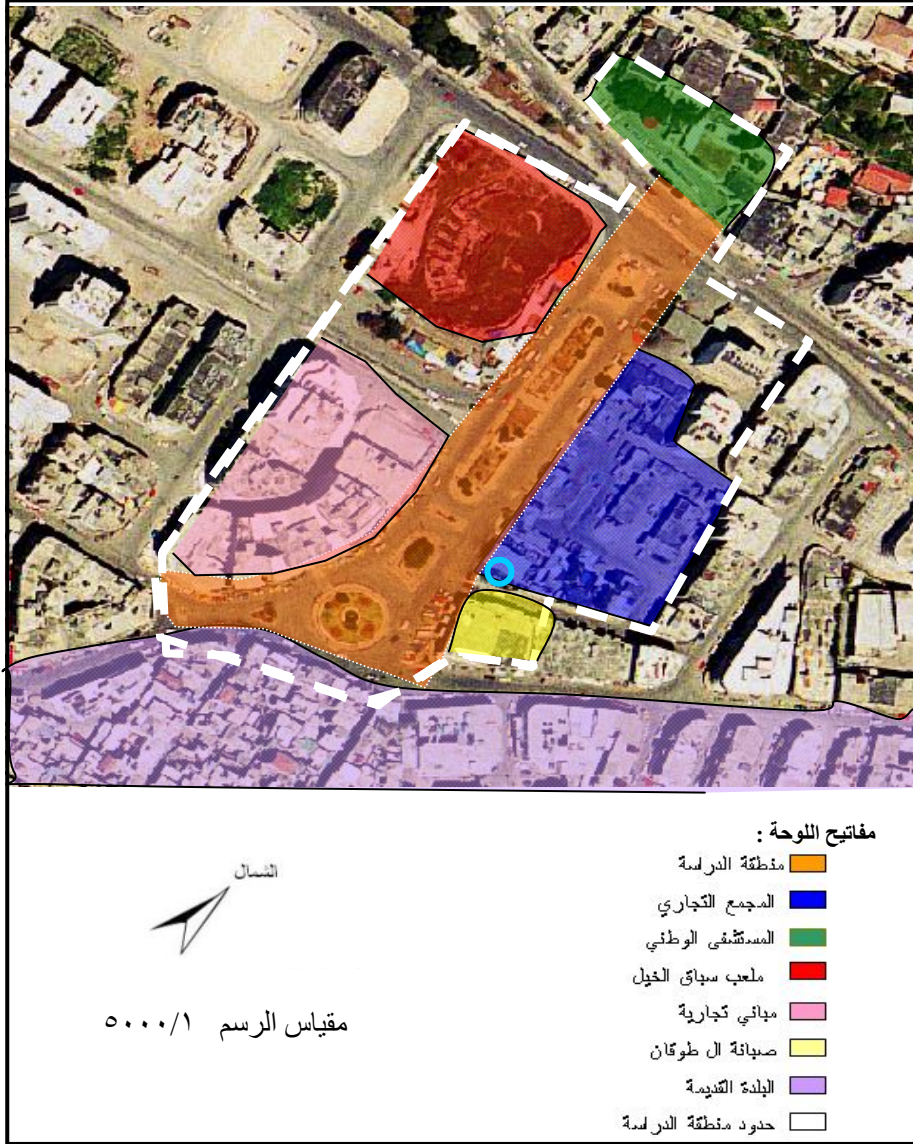 مفاتيح اللوحة :
منطقة الدراسة
المجمع التجاري
المستشفى الوطني
ملعب سباق الخيل
مباني تجارية
صبانة ال طوقان
البلدة القديمة
حدود منطقة الدراسة
الشمال
مقياس الرسم ٥٠٠٠/١